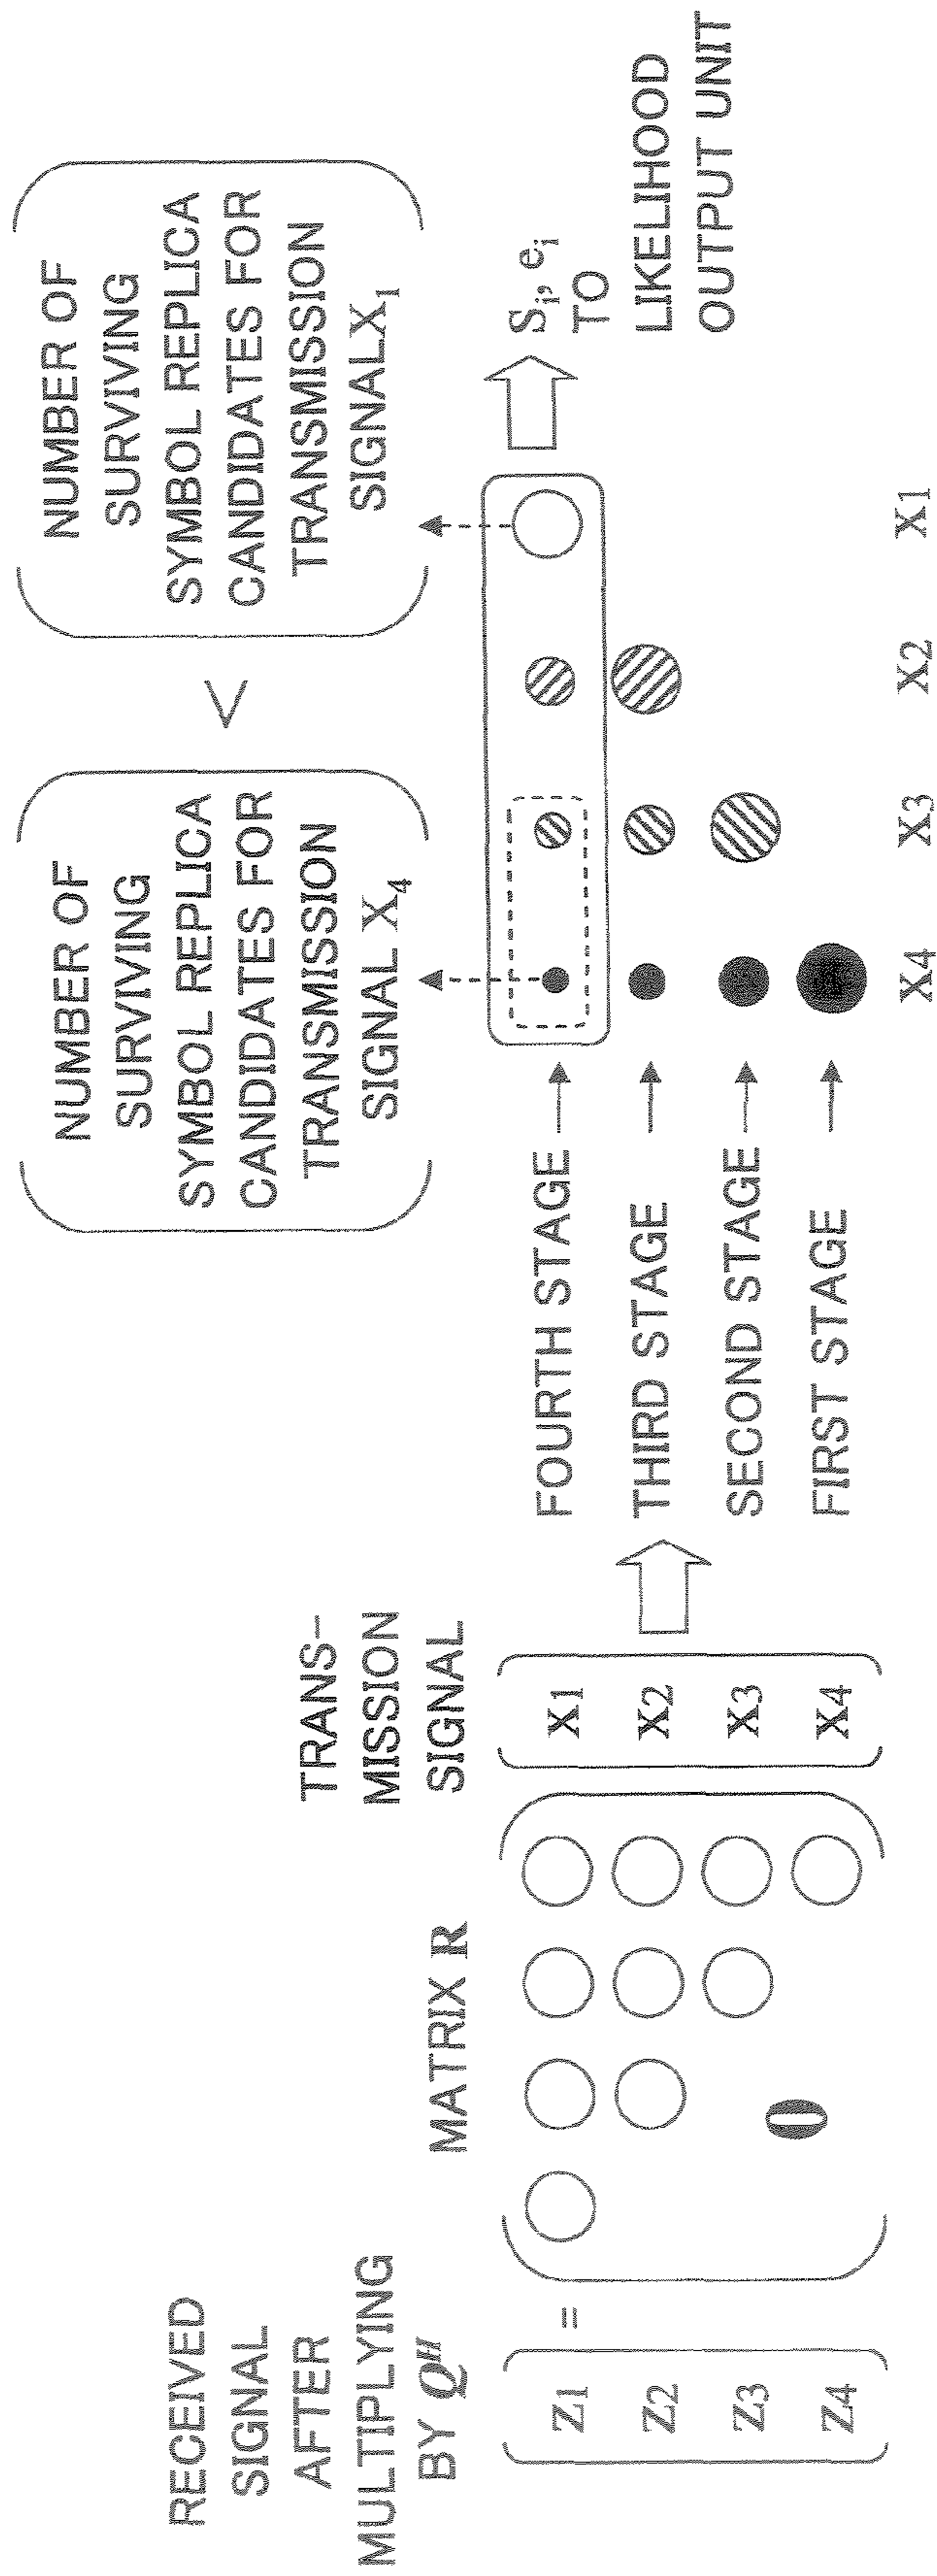 RECEIVED
SIGNAL
AFTER
MULTIPLYING
BY Q^H
Z1
Z2
Z3
Z4
=
MATRIX R
0
TRANS-
MISSION
SIGNAL
X1
X2
X3
X4
FOURTH STAGE
THIRD STAGE
SECOND STAGE
FIRST STAGE
NUMBER OF
SURVIVING
SYMBOL REPLICA
CANDIDATES FOR
TRANSMISSION
SIGNAL X4
<
NUMBER OF
SURVIVING
SYMBOL REPLICA
CANDIDATES FOR
TRANSMISSION
SIGNALX1
X4 X3 X2 X1
Si, ei
TO
LIKELIHOOD
OUTPUT UNIT